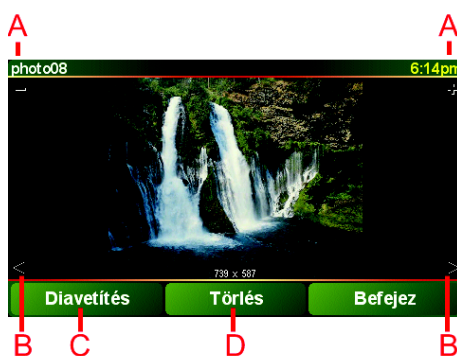 A A
photo08 6:14pm
- +
< >
739 x 587
Diavetítés Törlés Befejez
B C D B